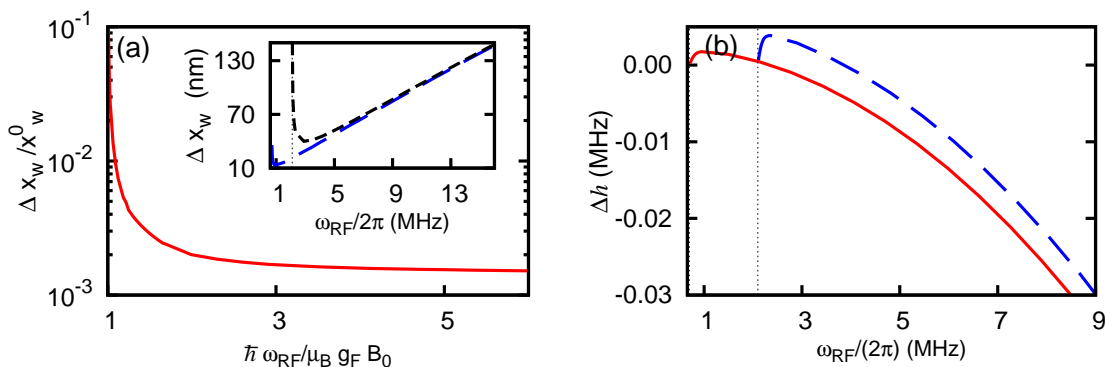 (a)
10⁻¹
10⁻²
10⁻³
Δ x_w/x⁰_w
1 3 5
ℏ ω_RF/μ_B g_F B₀
Δ x_w (nm)
130
70
10
1 5 9 13
ω_RF/2π (MHz)
(b)
0.00
-0.01
-0.02
-0.03
Δh (MHz)
1 3 5 7 9
ω_RF/(2π) (MHz)